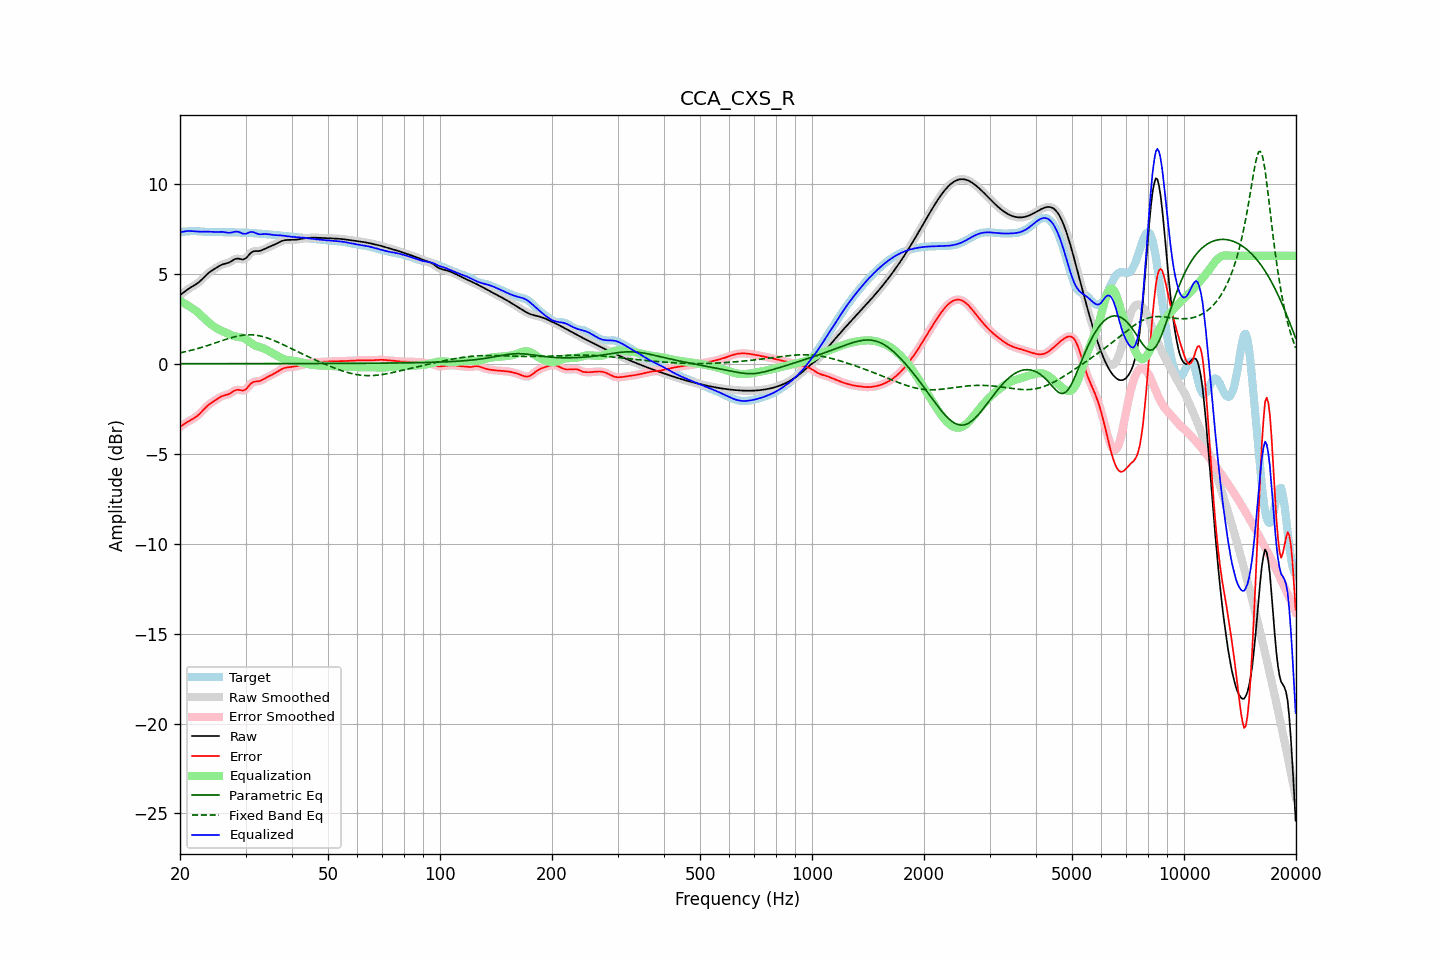 CCA_CXS_R
10
5
0
−5
−10
−15
−20
−25
Amplitude (dBr)
Target
Raw Smoothed
Error Smoothed
Raw
Error
Equalization
Parametric Eq
Fixed Band Eq
Equalized
20 50 100 200 500 1000 2000 5000 10000 20000
Frequency (Hz)